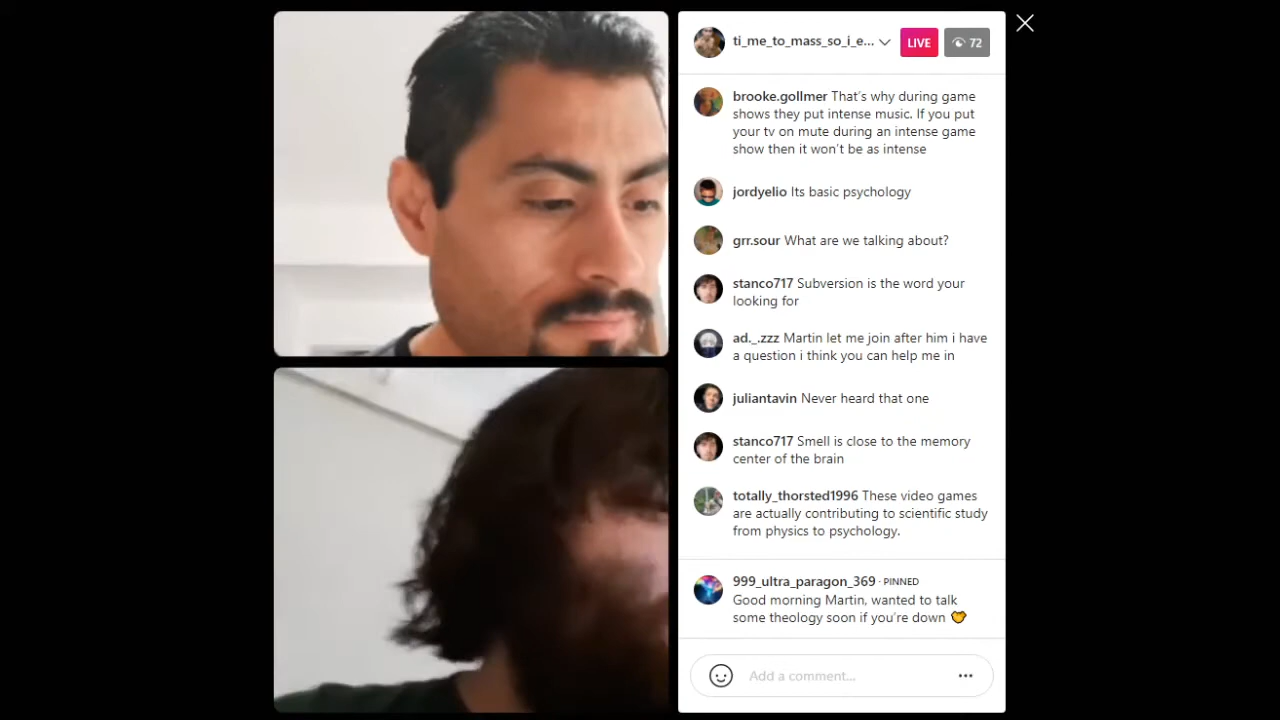 ti_me_to_mass_so_i_e...
LIVE
72
brooke.gollmer That's why during game
shows they put intense music. If you put
your tv on mute during an intense game
show then it won't be as intense
jordyelio Its basic psychology
grr.sour What are we talking about?
stanco717 Subversion is the word your
looking for
ad._.zzz Martin let me join after him i have
a question i think you can help me in
juliantavin Never heard that one
stanco717 Smell is close to the memory
center of the brain
totally_thorsted1996 These video games
are actually contributing to scientific study
from physics to psychology.
999_ultra_paragon_369 · PINNED
Good morning Martin, wanted to talk
some theology soon if you're down
Add a comment...